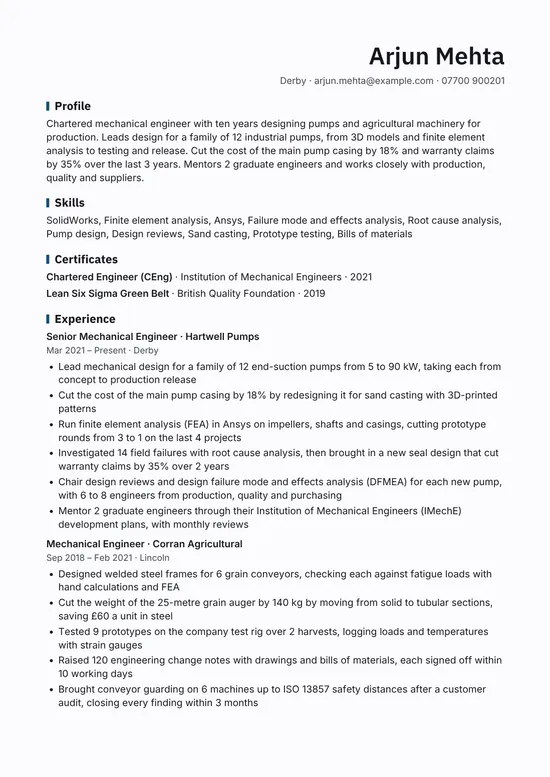 Arjun Mehta
Derby · arjun.mehta@example.com · 07700 900201
Profile
Chartered mechanical engineer with ten years designing pumps and agricultural machinery for
production. Leads design for a family of 12 industrial pumps, from 3D models and finite element
analysis to testing and release. Cut the cost of the main pump casing by 18% and warranty claims
by 35% over the last 3 years. Mentors 2 graduate engineers and works closely with production,
quality and suppliers.
Skills
SolidWorks, Finite element analysis, Ansys, Failure mode and effects analysis, Root cause analysis,
Pump design, Design reviews, Sand casting, Prototype testing, Bills of materials
Certificates
Chartered Engineer (CEng) · Institution of Mechanical Engineers · 2021
Lean Six Sigma Green Belt · British Quality Foundation · 2019
Experience
Senior Mechanical Engineer · Hartwell Pumps
Mar 2021 – Present · Derby
• Lead mechanical design for a family of 12 end-suction pumps from 5 to 90 kW, taking each from
concept to production release
• Cut the cost of the main pump casing by 18% by redesigning it for sand casting with 3D-printed
patterns
• Run finite element analysis (FEA) in Ansys on impellers, shafts and casings, cutting prototype
rounds from 3 to 1 on the last 4 projects
• Investigated 14 field failures with root cause analysis, then brought in a new seal design that cut
warranty claims by 35% over 2 years
• Chair design reviews and design failure mode and effects analysis (DFMEA) for each new pump,
with 6 to 8 engineers from production, quality and purchasing
• Mentor 2 graduate engineers through their Institution of Mechanical Engineers (IMechE)
development plans, with monthly reviews
Mechanical Engineer · Corran Agricultural
Sep 2018 – Feb 2021 · Lincoln
• Designed welded steel frames for 6 grain conveyors, checking each against fatigue loads with
hand calculations and FEA
• Cut the weight of the 25-metre grain auger by 140 kg by moving from solid to tubular sections,
saving £60 a unit in steel
• Tested 9 prototypes on the company test rig over 2 harvests, logging loads and temperatures
with strain gauges
• Raised 120 engineering change notes with drawings and bills of materials, each signed off within
10 working days
• Brought conveyor guarding on 6 machines up to ISO 13857 safety distances after a customer
audit, closing every finding within 3 months